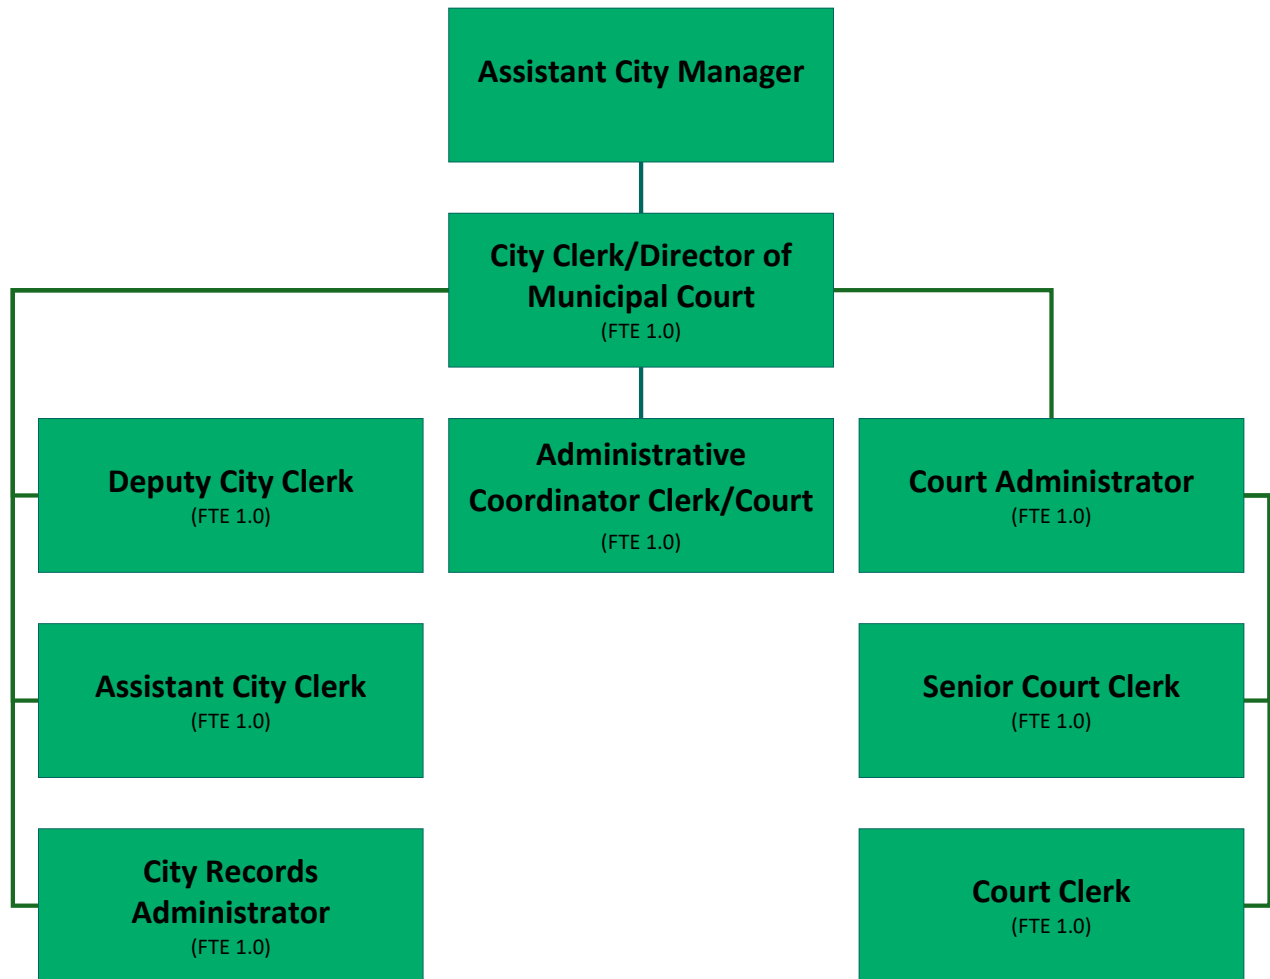 Assistant City Manager
City Clerk/Director of
Municipal Court
(FTE 1.0)
Deputy City Clerk
(FTE 1.0)
Administrative
Coordinator Clerk/Court
(FTE 1.0)
Court Administrator
(FTE 1.0)
Assistant City Clerk
(FTE 1.0)
Senior Court Clerk
(FTE 1.0)
City Records
Administrator
(FTE 1.0)
Court Clerk
(FTE 1.0)